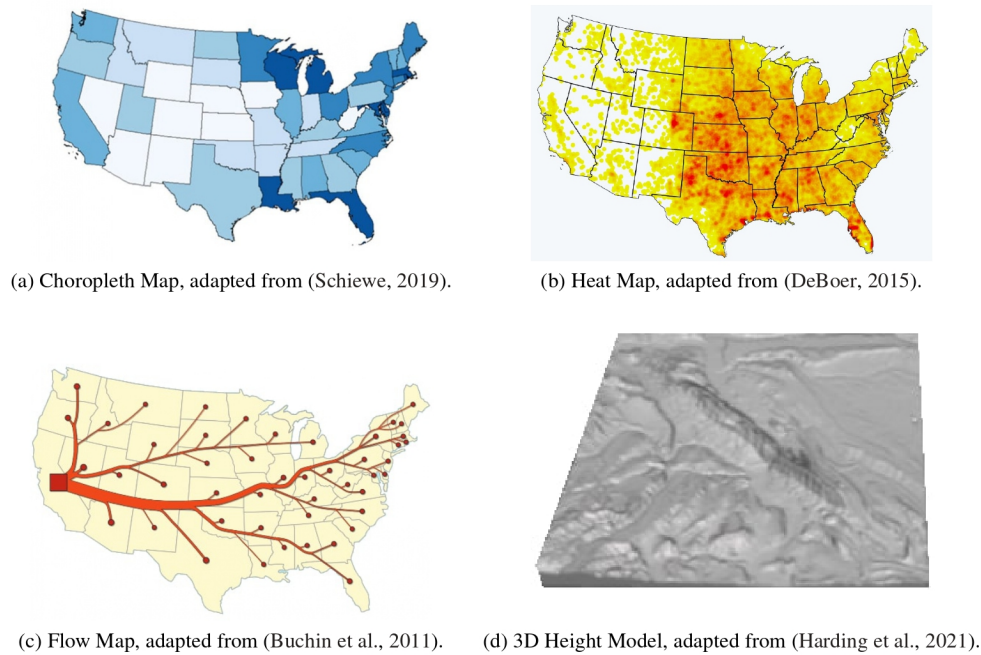 (a) Choropleth Map, adapted from (Schiewe, 2019).
(b) Heat Map, adapted from (DeBoer, 2015).
(c) Flow Map, adapted from (Buchin et al., 2011).
(d) 3D Height Model, adapted from (Harding et al., 2021).